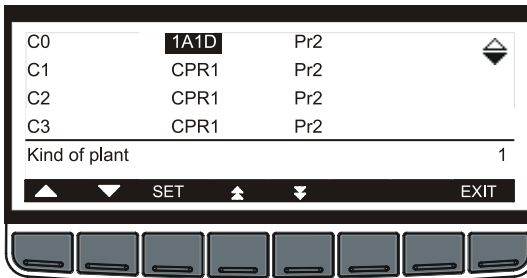 C0 1A1D Pr2
C1 CPR1 Pr2
C2 CPR1 Pr2
C3 CPR1 Pr2
Kind of plant 1
SET EXIT